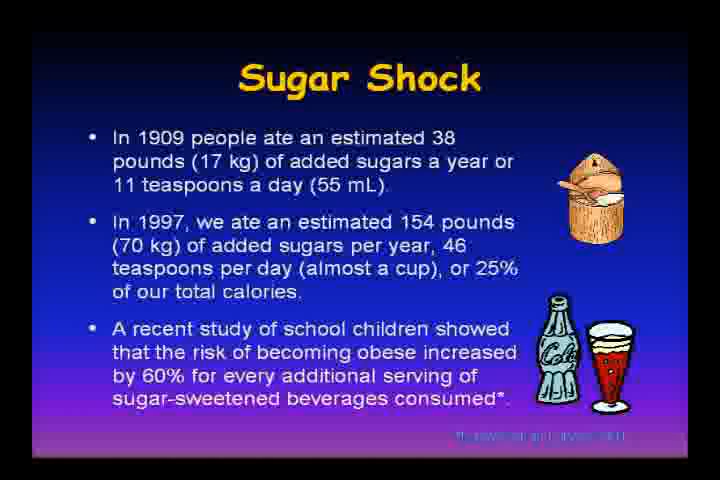 Sugar Shock
• In 1909 people ate an estimated 38
pounds (17 kg) of added sugars a year or
11 teaspoons a day (55 mL).
• In 1997, we ate an estimated 154 pounds
(70 kg) of added sugars per year, 46
teaspoons per day (almost a cup), or 25%
of our total calories.
• A recent study of school children showed
that the risk of becoming obese increased
by 60% for every additional serving of
sugar-sweetened beverages consumed*.
Cola